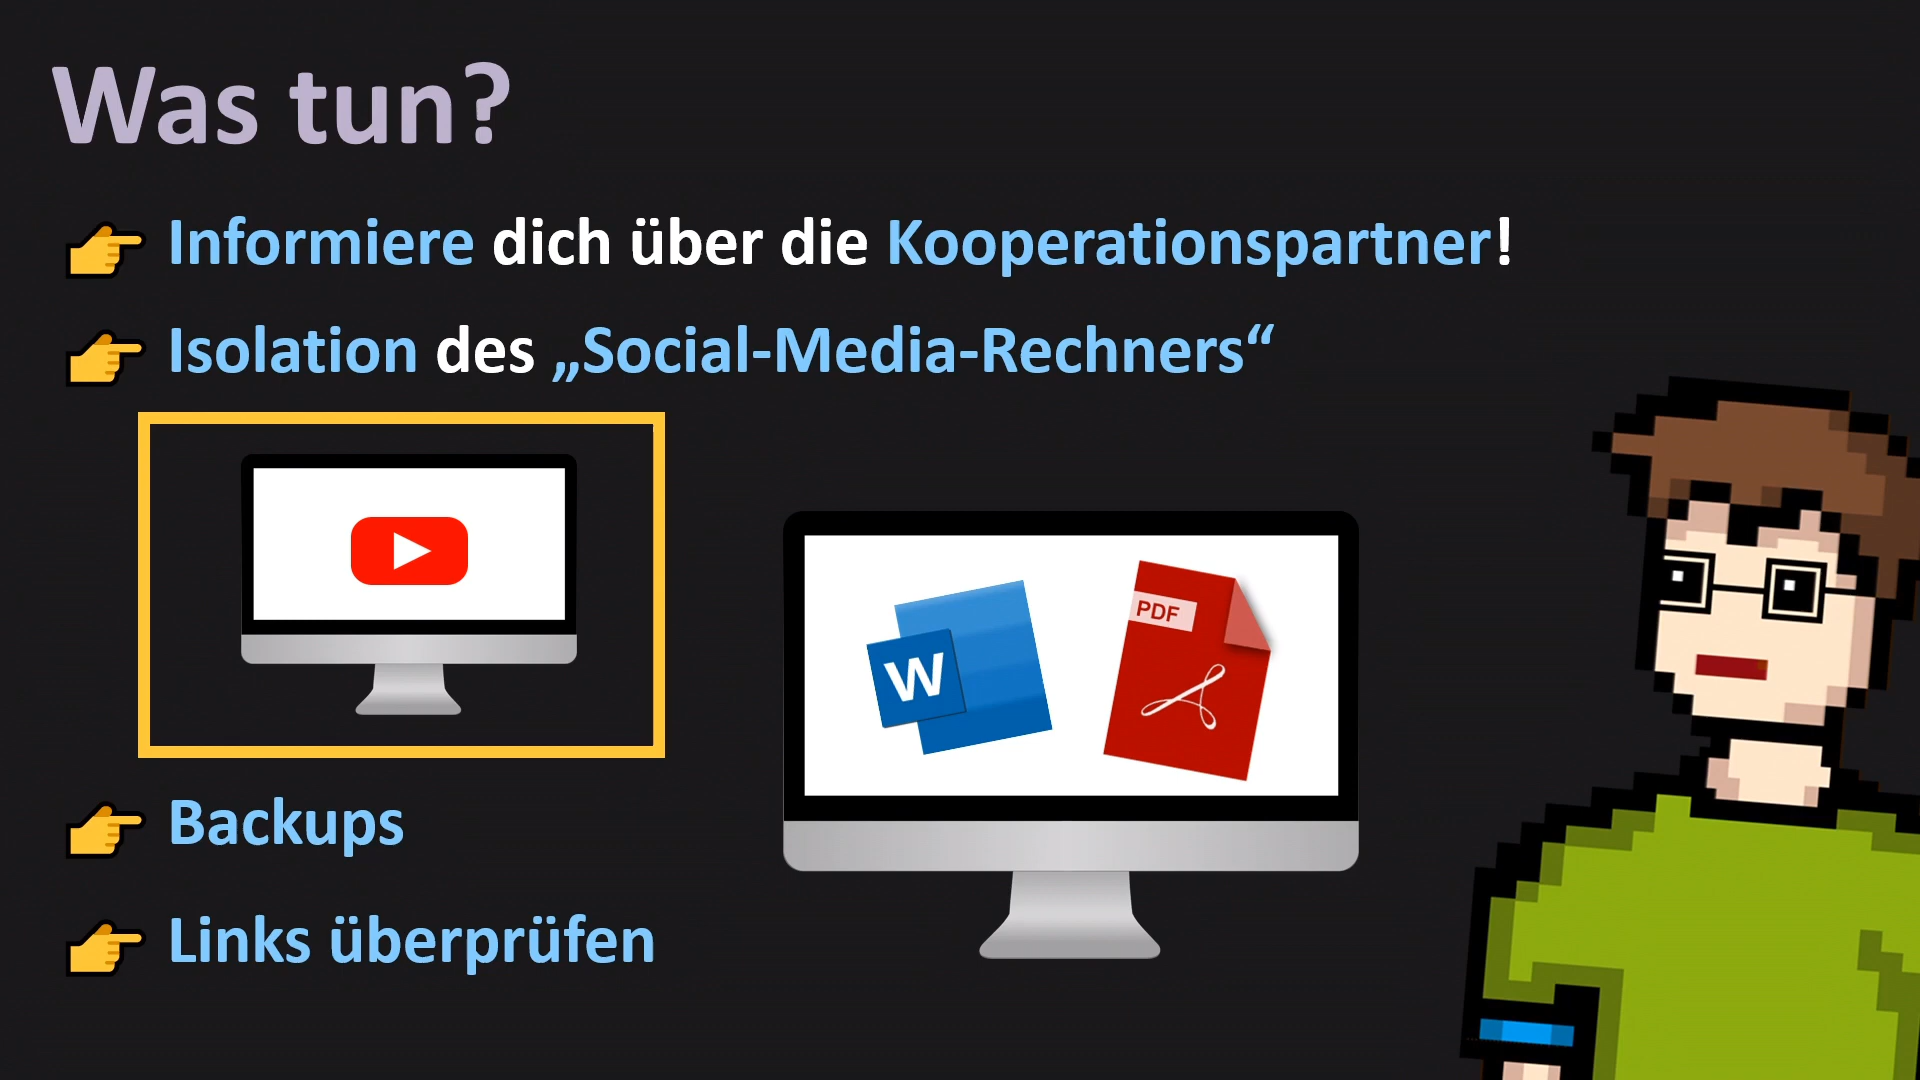 Was tun?
Informiere dich über die Kooperationspartner!
Isolation des „Social-Media-Rechners“
W
PDF
Backups
Links überprüfen